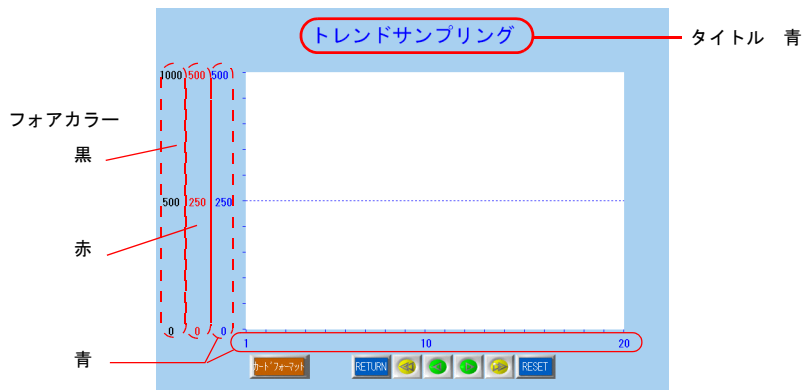 トレンドサンプリング
タイトル 青
フォアカラー
黒
赤
青
1000 500 500
500 250 250
0 0 0
1 10 20
カードフォーマット RETURN RESET